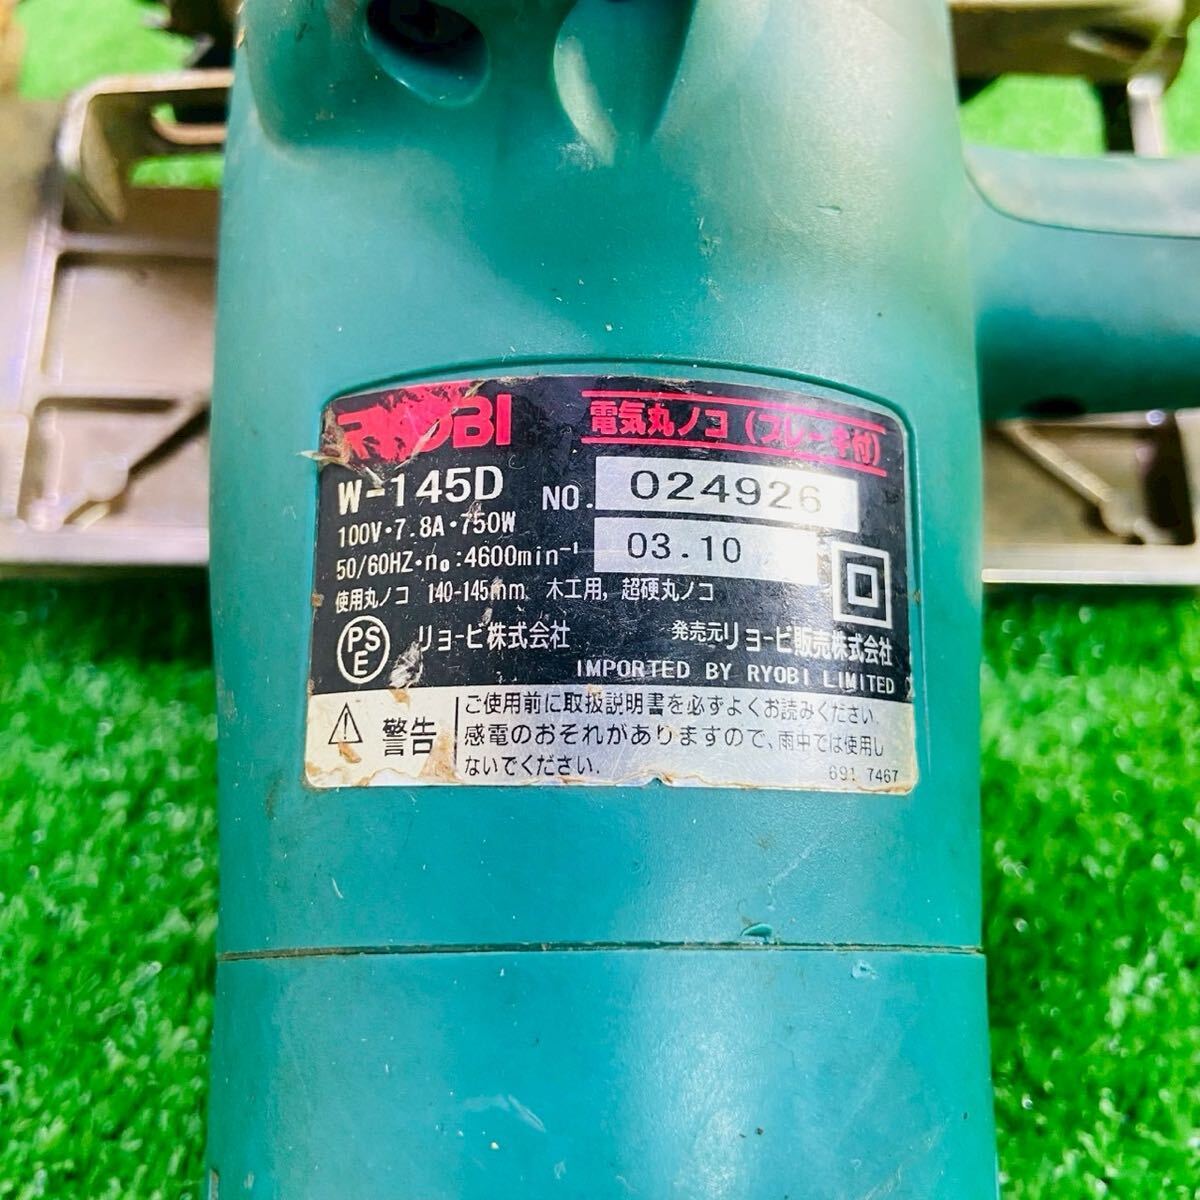 RYOBI 電気丸ノコ(ブレーキ付)
W-145D NO. 024926
100V・7.8A・750W 03.10
50/60HZ・n₀:4600min⁻¹
使用丸ノコ 140-145mm 木工用, 超硬丸ノコ
PSE リョービ株式会社 発売元リョービ販売株式会社
IMPORTED BY RYOBI LIMITED
警告 ご使用前に取扱説明書を必ずよくお読みください.
感電のおそれがありますので、雨中では使用し
ないでください. 691 7467